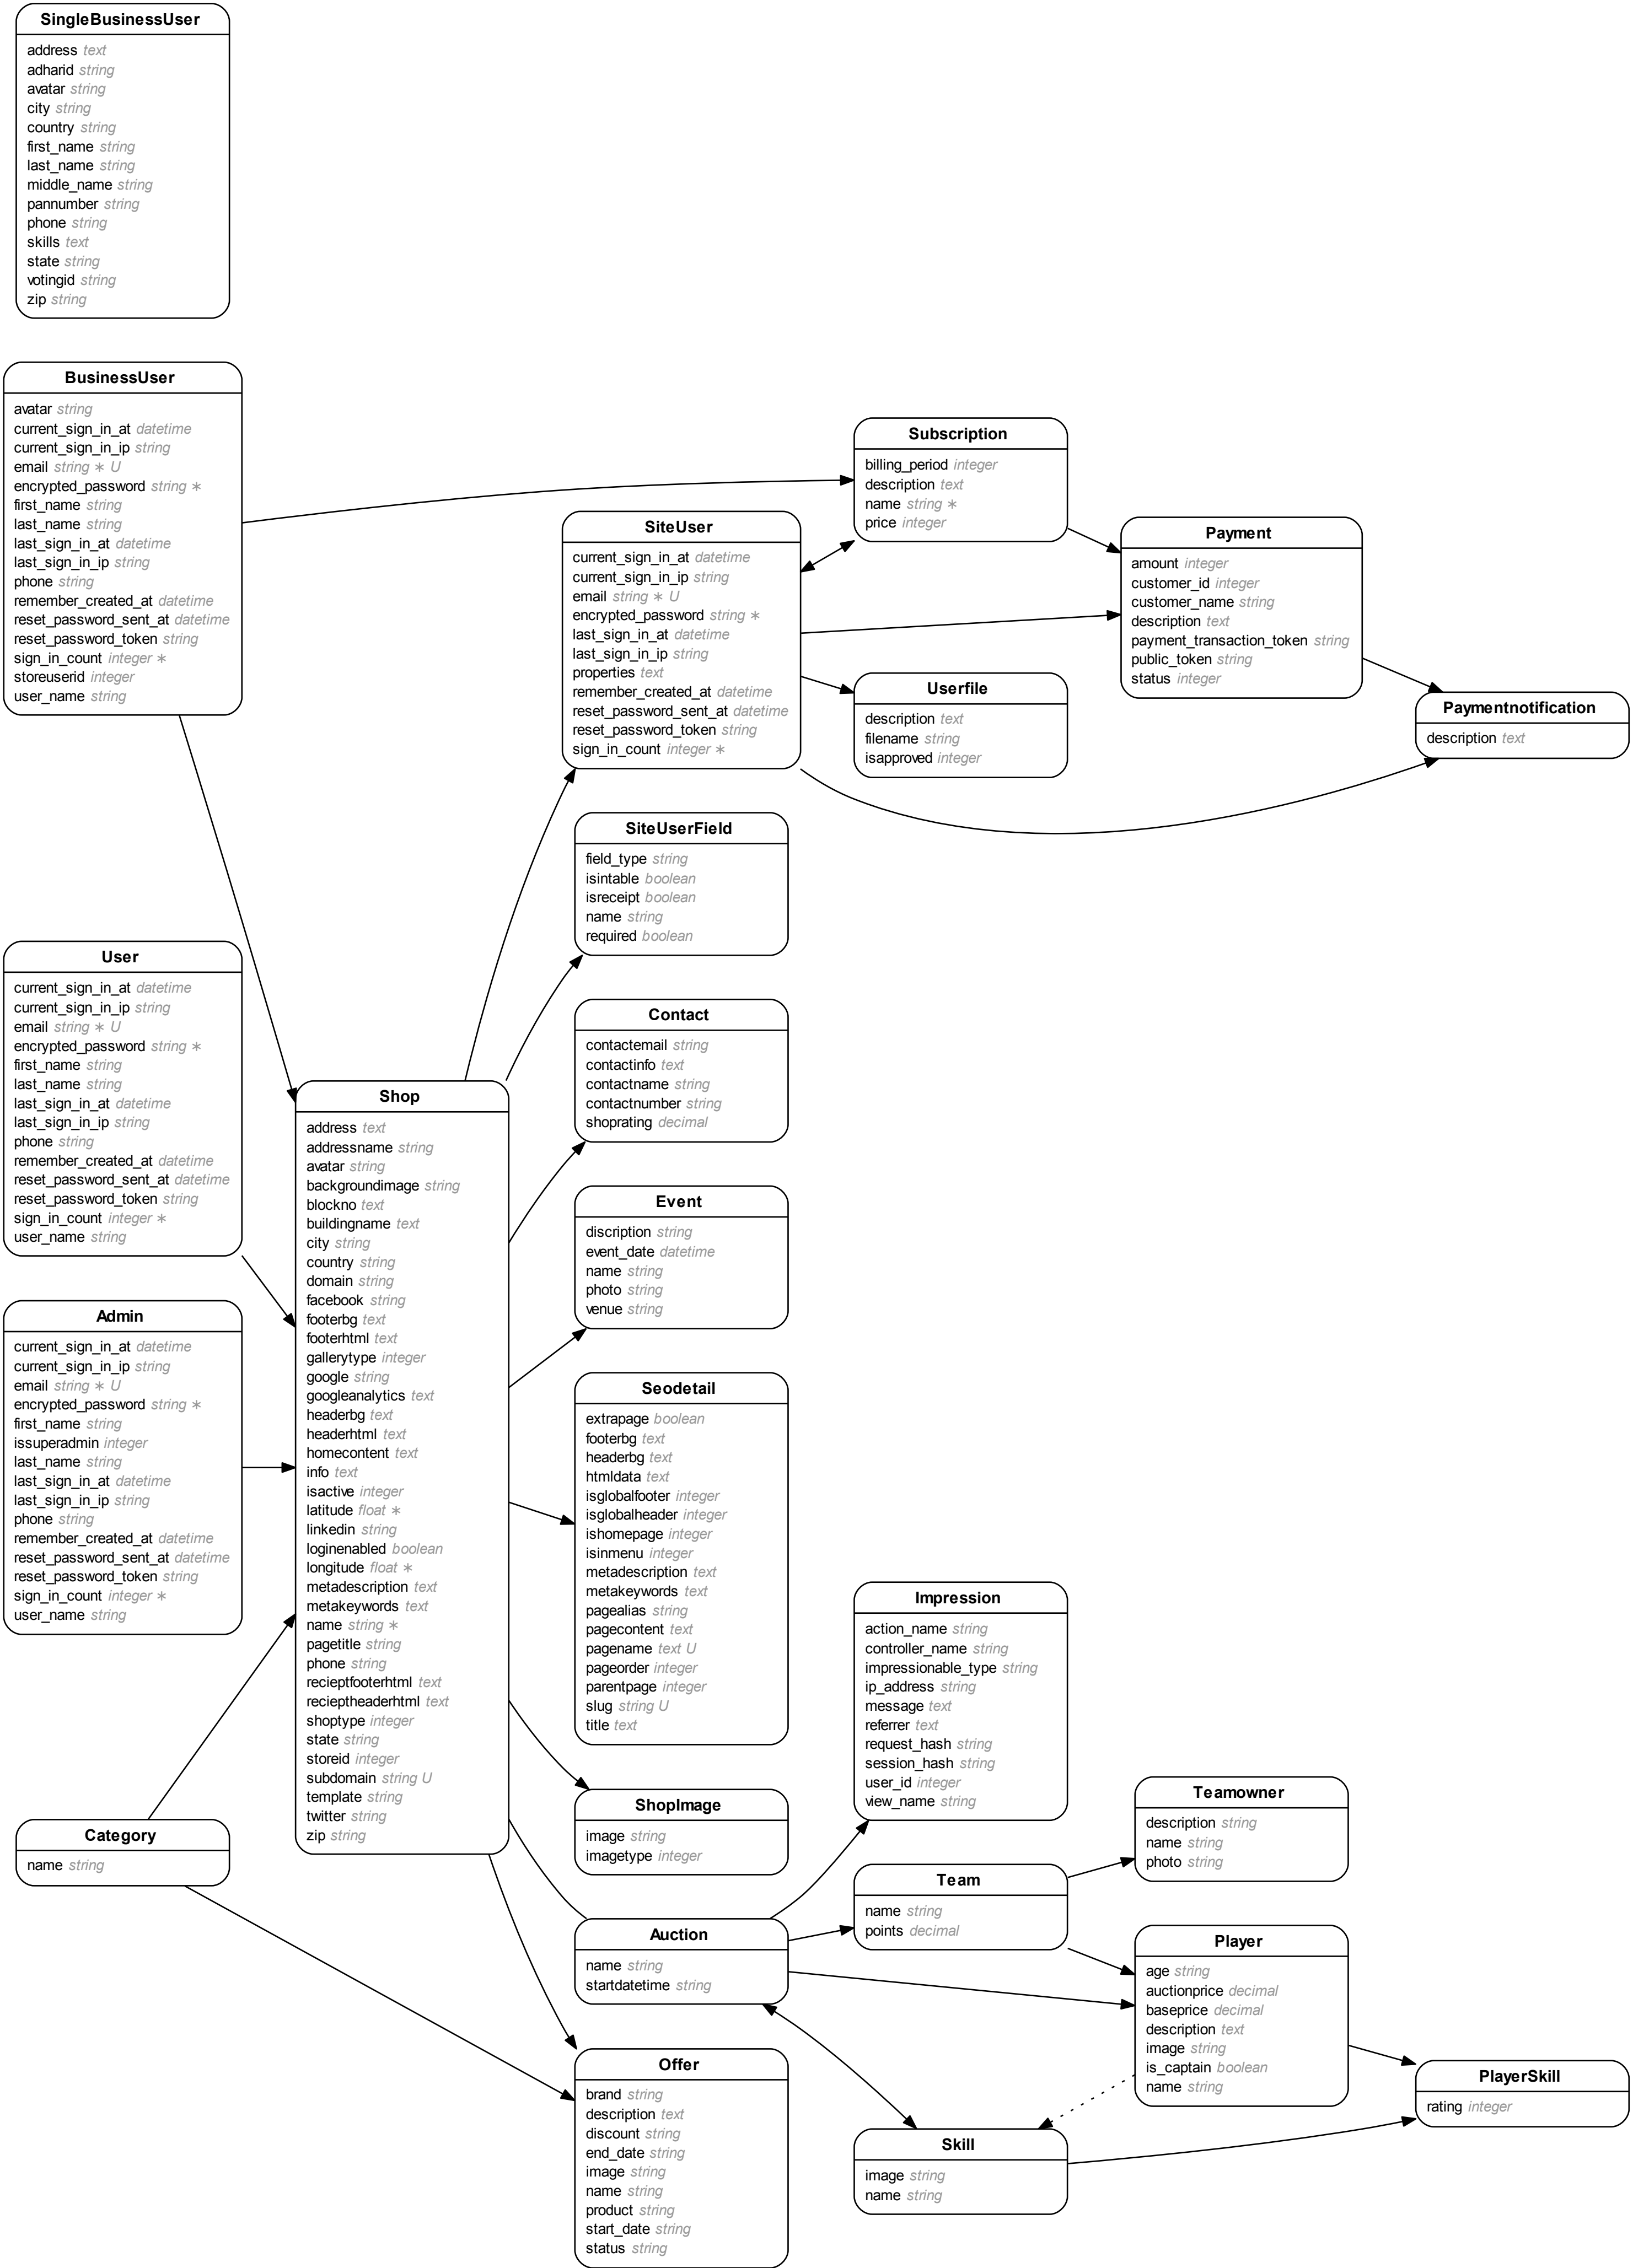 SingleBusinessUser
address text
adharid string
avatar string
city string
country string
first_name string
last_name string
middle_name string
pannumber string
phone string
skills text
state string
votingid string
zip string
BusinessUser
avatar string
current_sign_in_at datetime
current_sign_in_ip string
email string ∗ U
encrypted_password string ∗
first_name string
last_name string
last_sign_in_at datetime
last_sign_in_ip string
phone string
remember_created_at datetime
reset_password_sent_at datetime
reset_password_token string
sign_in_count integer ∗
storeuserid integer
user_name string
User
current_sign_in_at datetime
current_sign_in_ip string
email string ∗ U
encrypted_password string ∗
first_name string
last_name string
last_sign_in_at datetime
last_sign_in_ip string
phone string
remember_created_at datetime
reset_password_sent_at datetime
reset_password_token string
sign_in_count integer ∗
user_name string
Admin
current_sign_in_at datetime
current_sign_in_ip string
email string ∗ U
encrypted_password string ∗
first_name string
issuperadmin integer
last_name string
last_sign_in_at datetime
last_sign_in_ip string
phone string
remember_created_at datetime
reset_password_sent_at datetime
reset_password_token string
sign_in_count integer ∗
user_name string
Category
name string
Shop
address text
addressname string
avatar string
backgroundimage string
blockno text
buildingname text
city string
country string
domain string
facebook string
footerbg text
footerhtml text
gallerytype integer
google string
googleanalytics text
headerbg text
headerhtml text
homecontent text
info text
isactive integer
latitude float ∗
linkedin string
loginenabled boolean
longitude float ∗
metadescription text
metakeywords text
name string ∗
pagetitle string
phone string
recieptfooterhtml text
recieptheaderhtml text
shoptype integer
state string
storeid integer
subdomain string U
template string
twitter string
zip string
SiteUser
current_sign_in_at datetime
current_sign_in_ip string
email string ∗ U
encrypted_password string ∗
last_sign_in_at datetime
last_sign_in_ip string
properties text
remember_created_at datetime
reset_password_sent_at datetime
reset_password_token string
sign_in_count integer ∗
SiteUserField
field_type string
isintable boolean
isreceipt boolean
name string
required boolean
Contact
contactemail string
contactinfo text
contactname string
contactnumber string
shoprating decimal
Event
discription string
event_date datetime
name string
photo string
venue string
Seodetail
extrapage boolean
footerbg text
headerbg text
htmldata text
isglobalfooter integer
isglobalheader integer
ishomepage integer
isinmenu integer
metadescription text
metakeywords text
pagealias string
pagecontent text
pagename text U
pageorder integer
parentpage integer
slug string U
title text
ShopImage
image string
imagetype integer
Auction
name string
startdatetime string
Offer
brand string
description text
discount string
end_date string
image string
name string
product string
start_date string
status string
Subscription
billing_period integer
description text
name string ∗
price integer
Userfile
description text
filename string
isapproved integer
Impression
action_name string
controller_name string
impressionable_type string
ip_address string
message text
referrer text
request_hash string
session_hash string
user_id integer
view_name string
Team
name string
points decimal
Skill
image string
name string
Payment
amount integer
customer_id integer
customer_name string
description text
payment_transaction_token string
public_token string
status integer
Teamowner
description string
name string
photo string
Player
age string
auctionprice decimal
baseprice decimal
description text
image string
is_captain boolean
name string
Paymentnotification
description text
PlayerSkill
rating integer